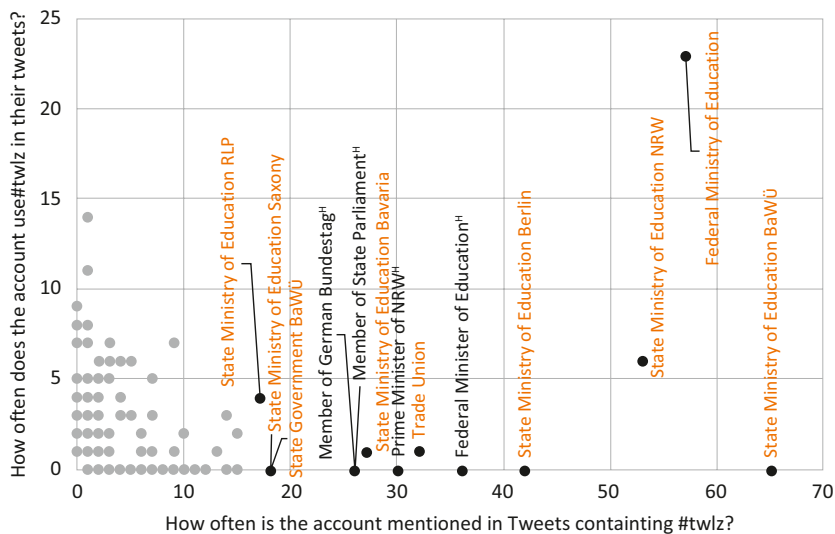 How often does the account use#twlz in their tweets?
25
20
15
10
5
0
0
10
20
30
40
50
60
70
State Ministry of Education RLP
State Ministry of Education Saxony
State Government BaWÜ
Member of German Bundestagᴴ
Member of State Parliamentᴴ
State Ministry of Education Bavaria
Prime Minister of NRWᴴ
Trade Union
Federal Minister of Educationᴴ
State Ministry of Education Berlin
State Ministry of Education NRW
Federal Ministry of Education
State Ministry of Education BaWÜ
How often is the account mentioned in Tweets containting #twlz?